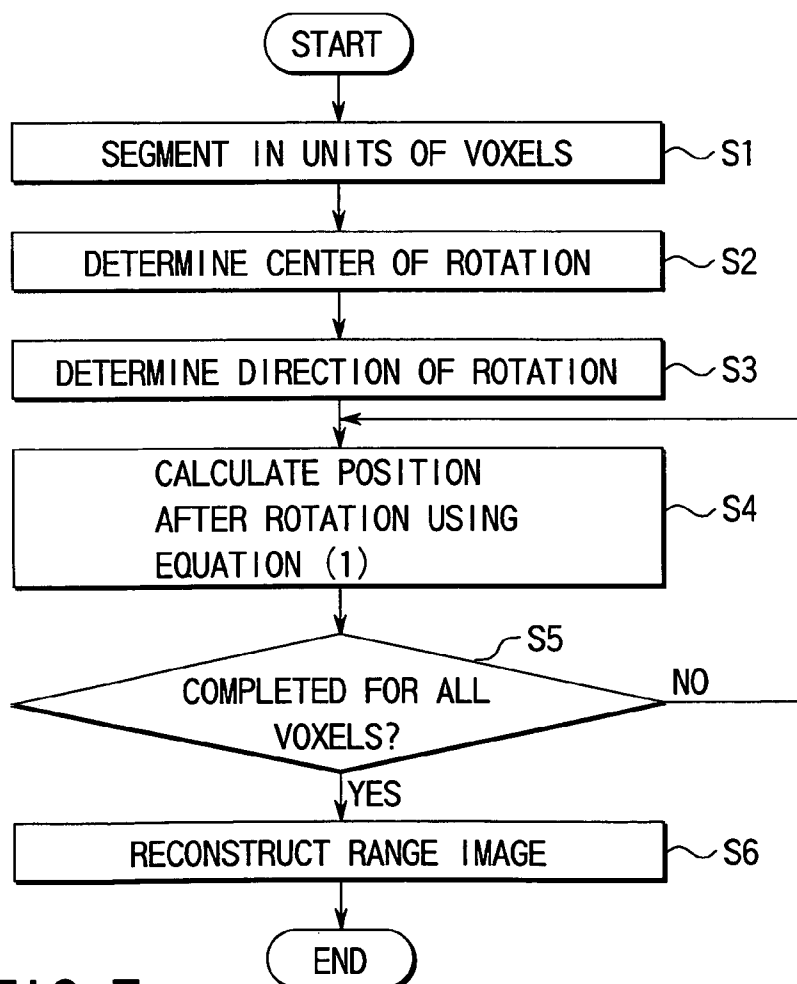 START
SEGMENT IN UNITS OF VOXELS
S1
DETERMINE CENTER OF ROTATION
S2
DETERMINE DIRECTION OF ROTATION
S3
CALCULATE POSITION
AFTER ROTATION USING
EQUATION (1)
S4
S5
COMPLETED FOR ALL
VOXELS?
NO
YES
RECONSTRUCT RANGE IMAGE
S6
END